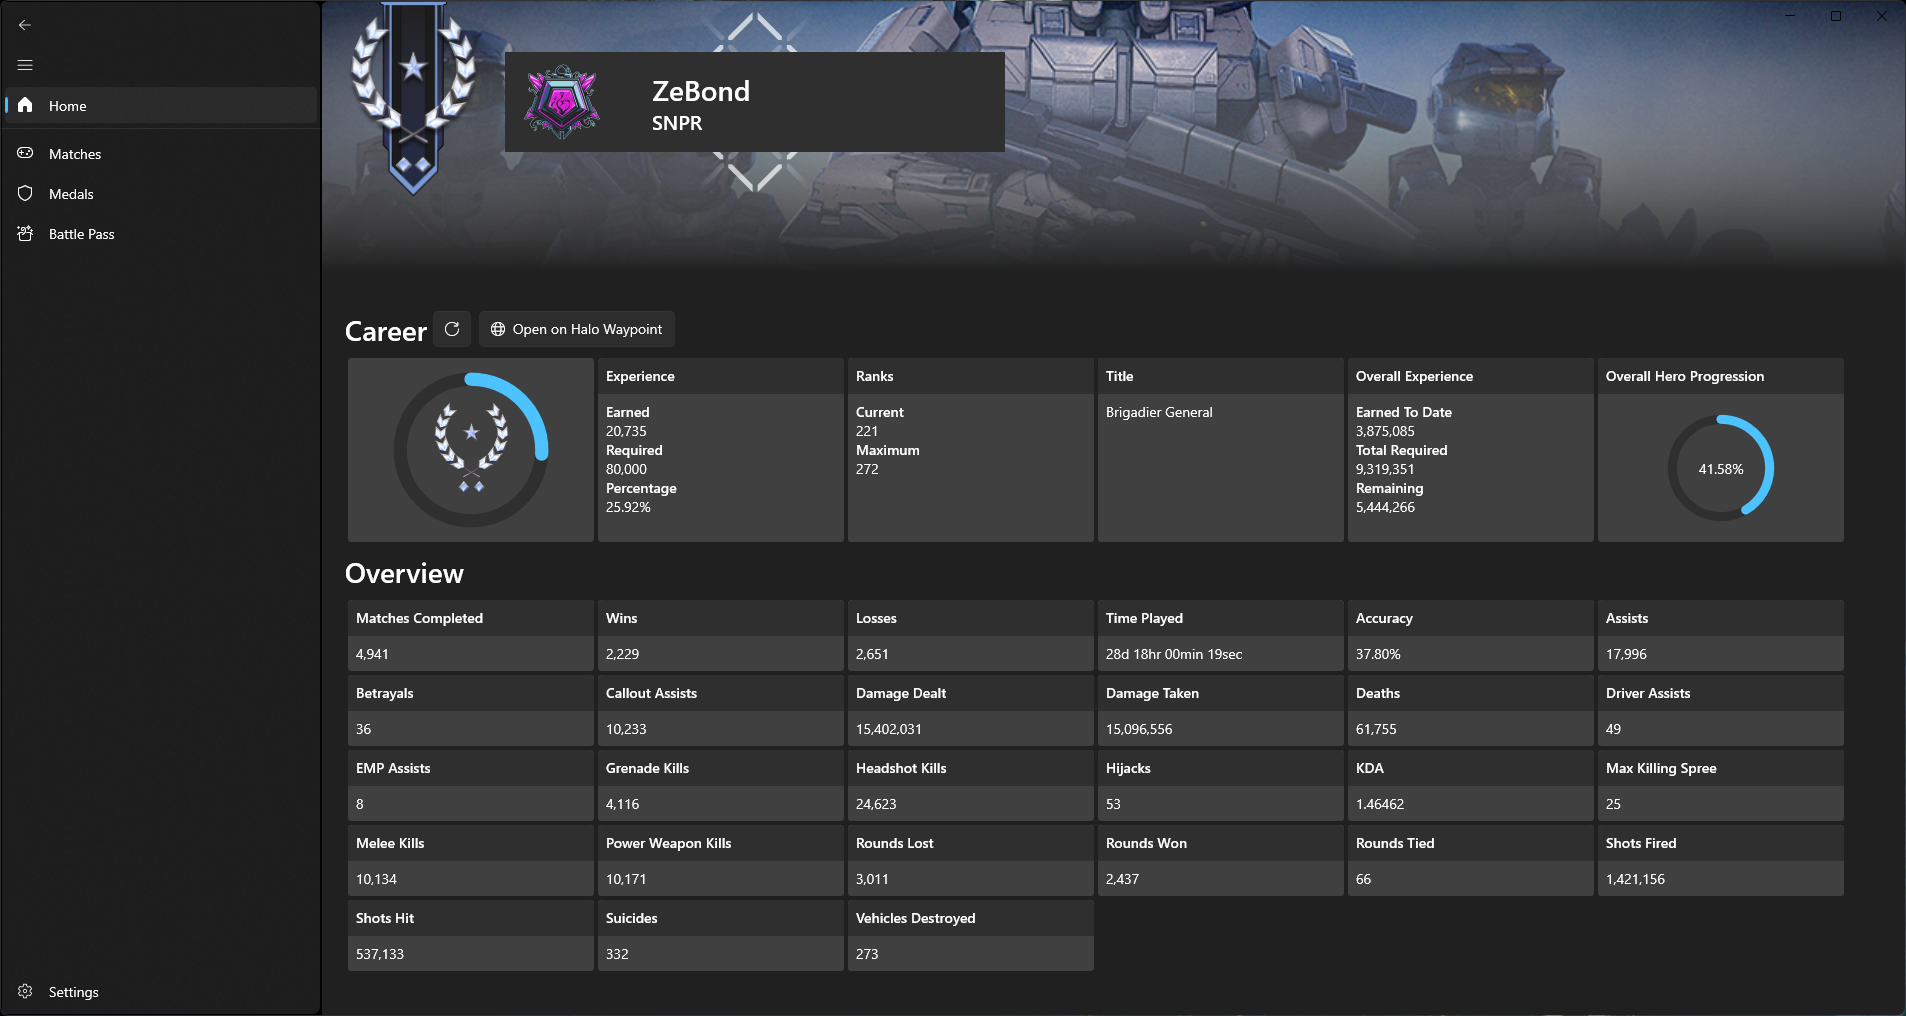 Home
Matches
Medals
Battle Pass
Settings
ZeBond
SNPR
Career
Open on Halo Waypoint
Experience
Earned
20,735
Required
80,000
Percentage
25.92%
Ranks
Current
221
Maximum
272
Title
Brigadier General
Overall Experience
Earned To Date
3,875,085
Total Required
9,319,351
Remaining
5,444,266
Overall Hero Progression
41.58%
Overview
Matches Completed
4,941
Wins
2,229
Losses
2,651
Time Played
28d 18hr 00min 19sec
Accuracy
37.80%
Assists
17,996
Betrayals
36
Callout Assists
10,233
Damage Dealt
15,402,031
Damage Taken
15,096,556
Deaths
61,755
Driver Assists
49
EMP Assists
8
Grenade Kills
4,116
Headshot Kills
24,623
Hijacks
53
KDA
1.46462
Max Killing Spree
25
Melee Kills
10,134
Power Weapon Kills
10,171
Rounds Lost
3,011
Rounds Won
2,437
Rounds Tied
66
Shots Fired
1,421,156
Shots Hit
537,133
Suicides
332
Vehicles Destroyed
273